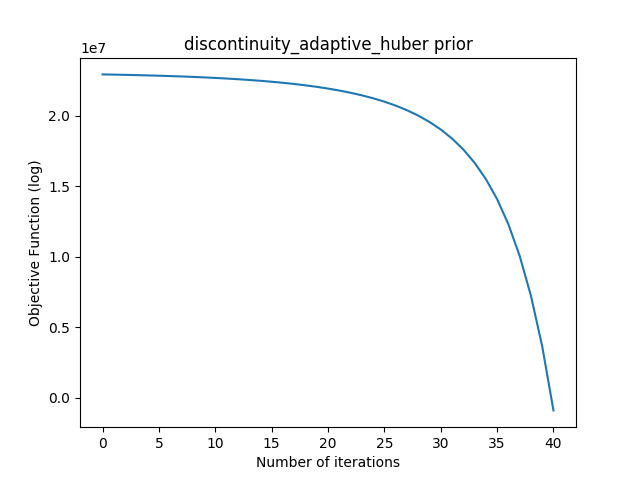 discontinuity_adaptive_huber prior
1e7
2.0
1.5
1.0
0.5
0.0
Objective Function (log)
0 5 10 15 20 25 30 35 40
Number of iterations